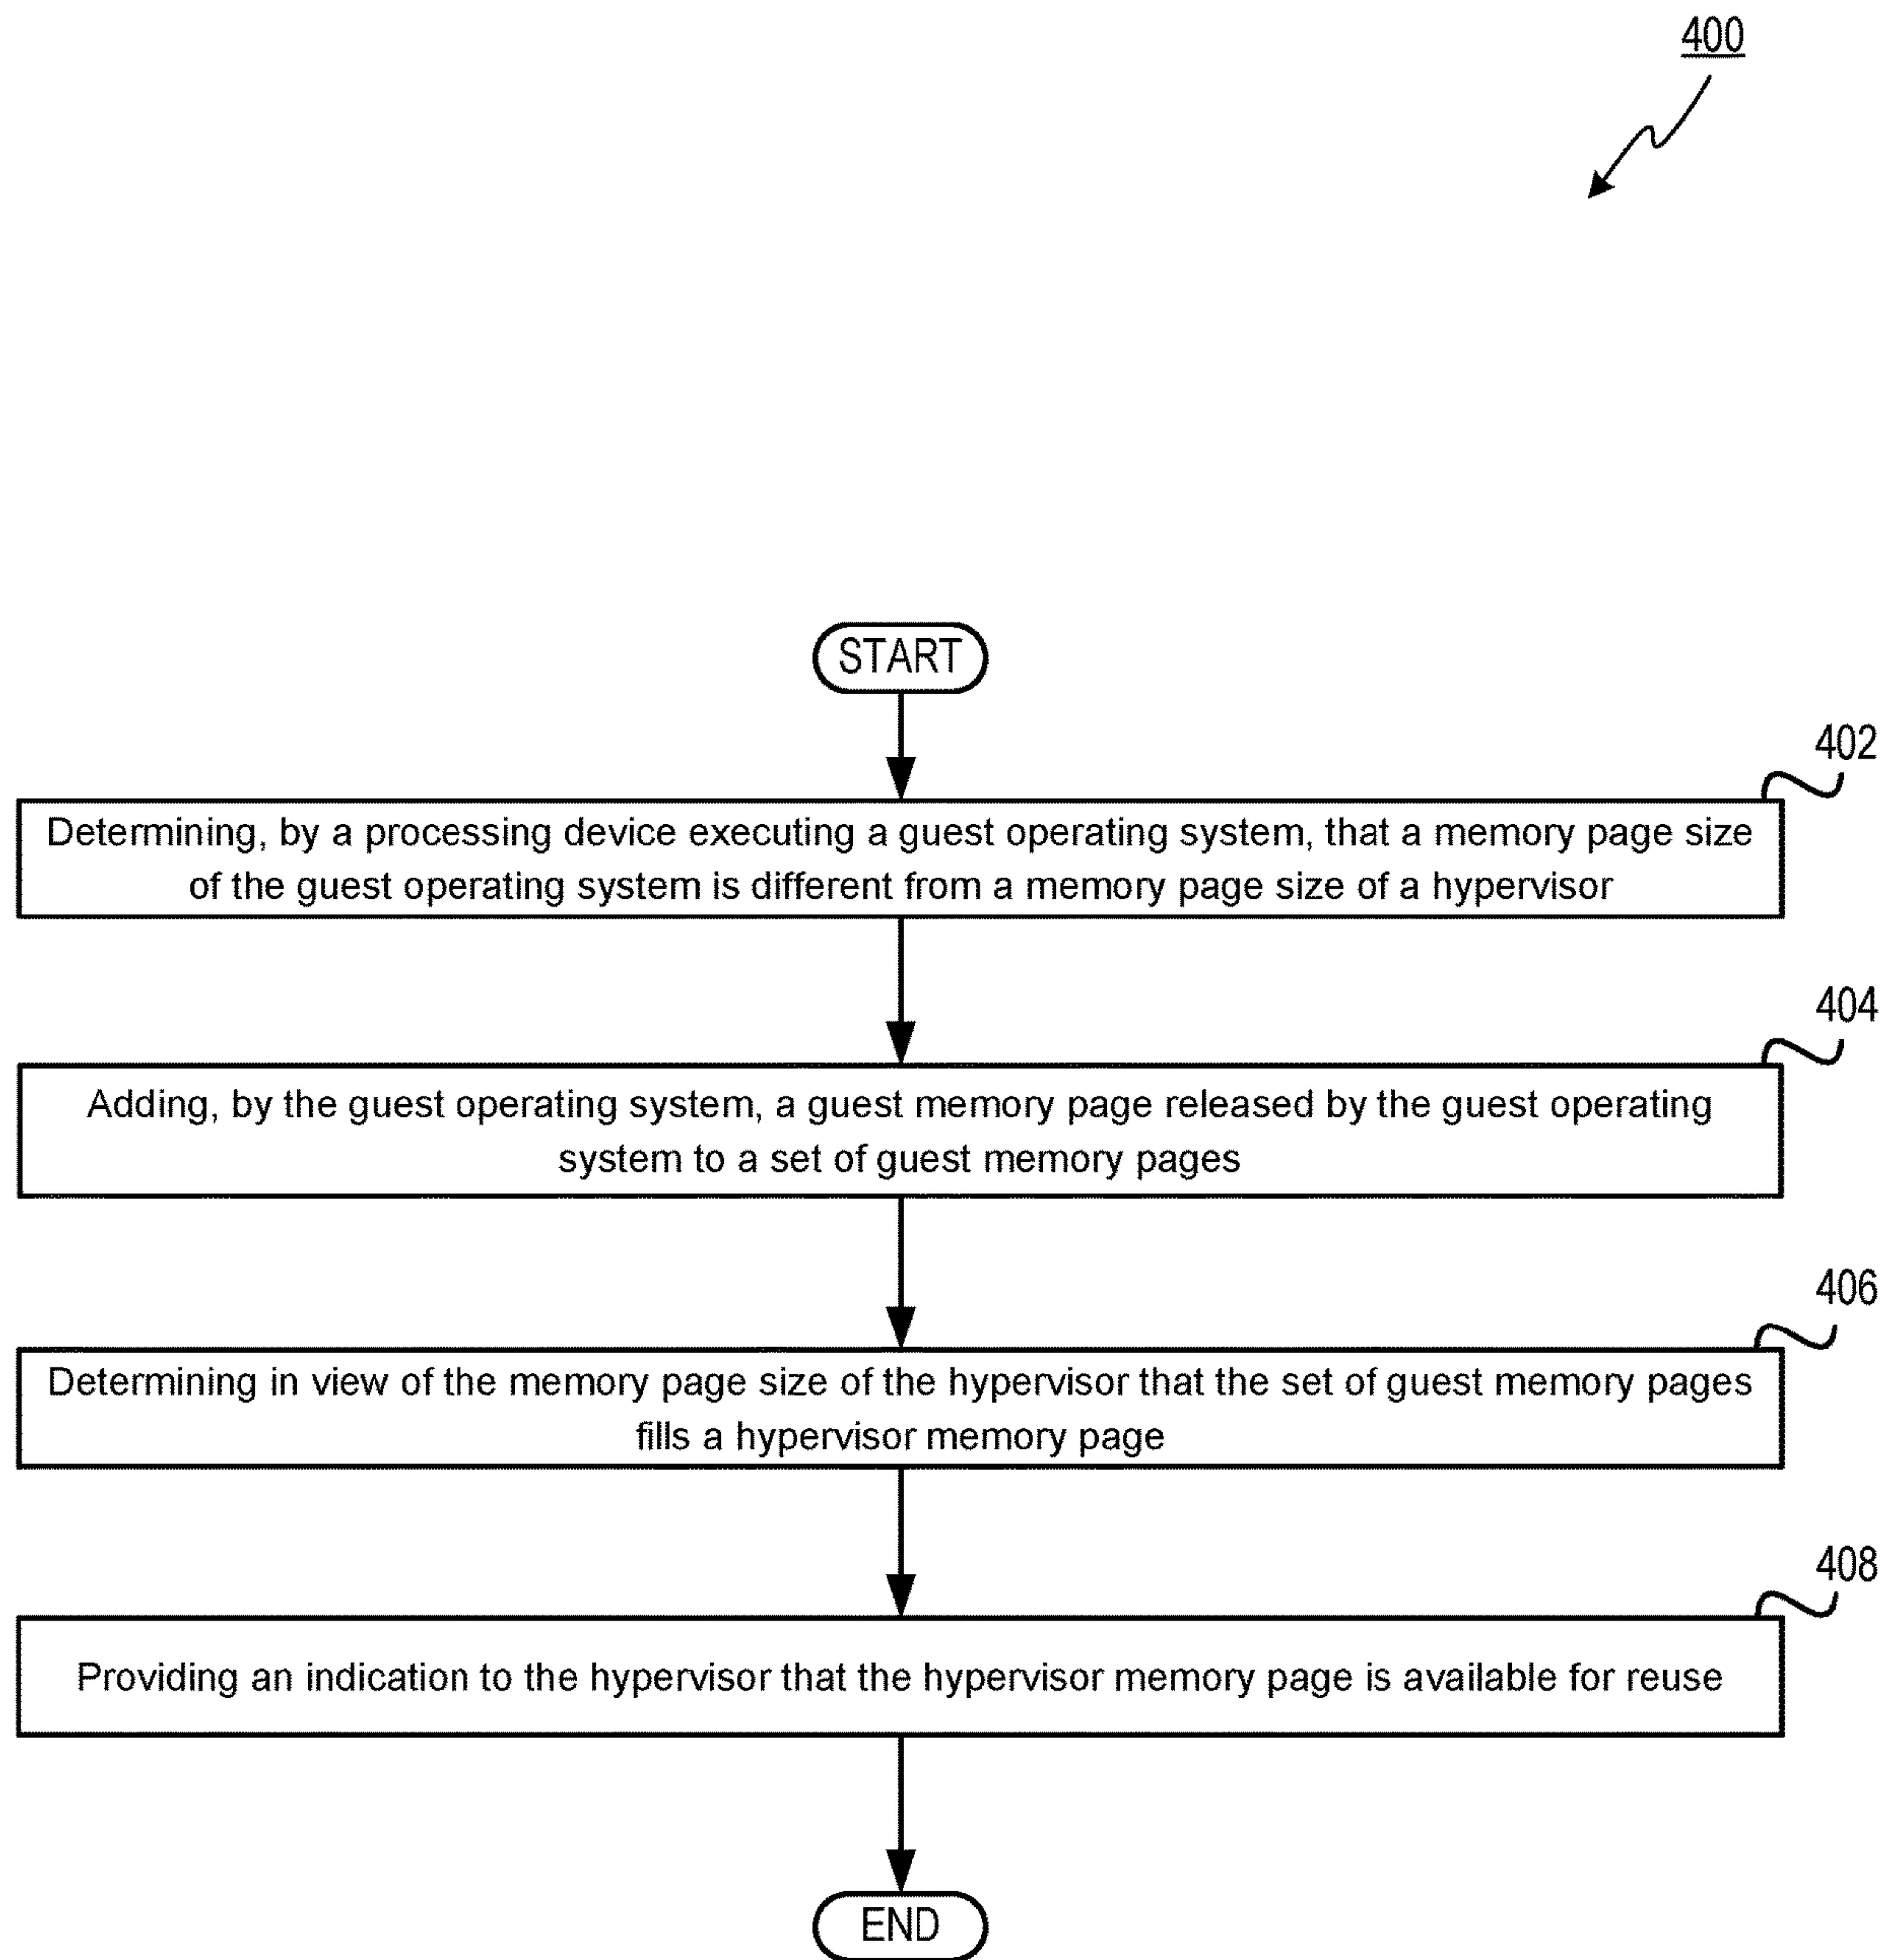 400
START
402
Determining, by a processing device executing a guest operating system, that a memory page size
of the guest operating system is different from a memory page size of a hypervisor
404
Adding, by the guest operating system, a guest memory page released by the guest operating
system to a set of guest memory pages
406
Determining in view of the memory page size of the hypervisor that the set of guest memory pages
fills a hypervisor memory page
408
Providing an indication to the hypervisor that the hypervisor memory page is available for reuse
END